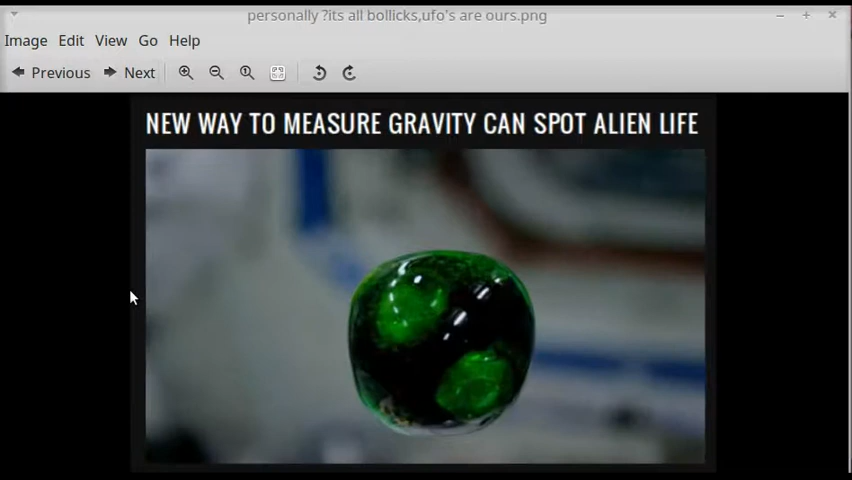 personally ?its all bollicks,ufo's are ours.png
Image Edit View Go Help
Previous Next
NEW WAY TO MEASURE GRAVITY CAN SPOT ALIEN LIFE